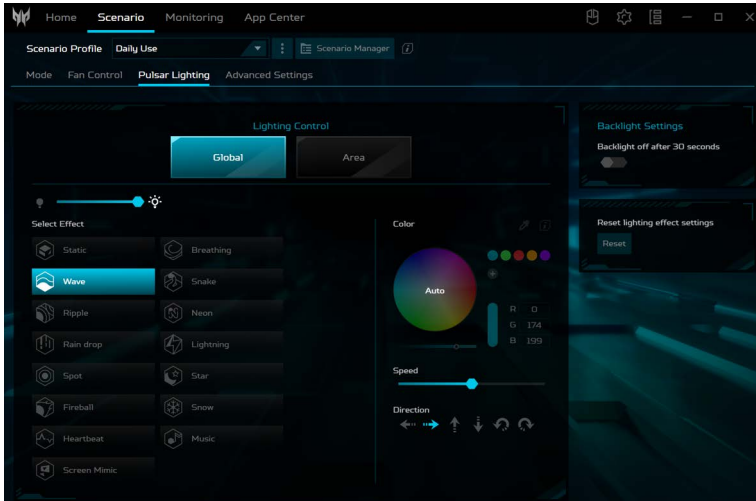 Home Scenario Monitoring App Center
Scenario Profile Daily Use Scenario Manager
Mode Fan Control Pulsar Lighting Advanced Settings
Lighting Control
Global Area
Select Effect
Static Breathing
Wave Snake
Ripple Neon
Rain drop Lightning
Spot Star
Fireball Snow
Heartbeat Music
Screen Mimic
Color
Auto
R 0
G 174
B 199
Speed
Direction
Backlight Settings
Backlight off after 30 seconds
Reset lighting effect settings
Reset